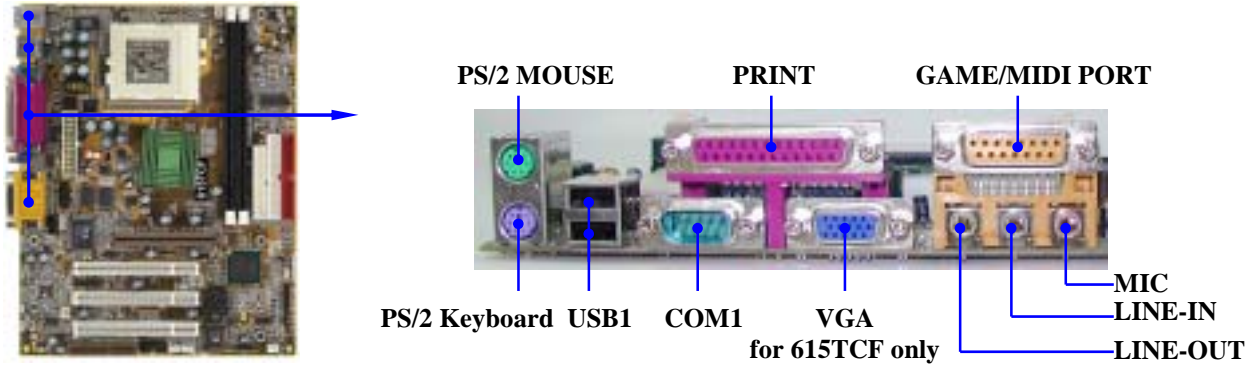 PS/2 MOUSE
PRINT
GAME/MIDI PORT
PS/2 Keyboard
USB1
COM1
VGA
for 615TCF only
MIC
LINE-IN
LINE-OUT